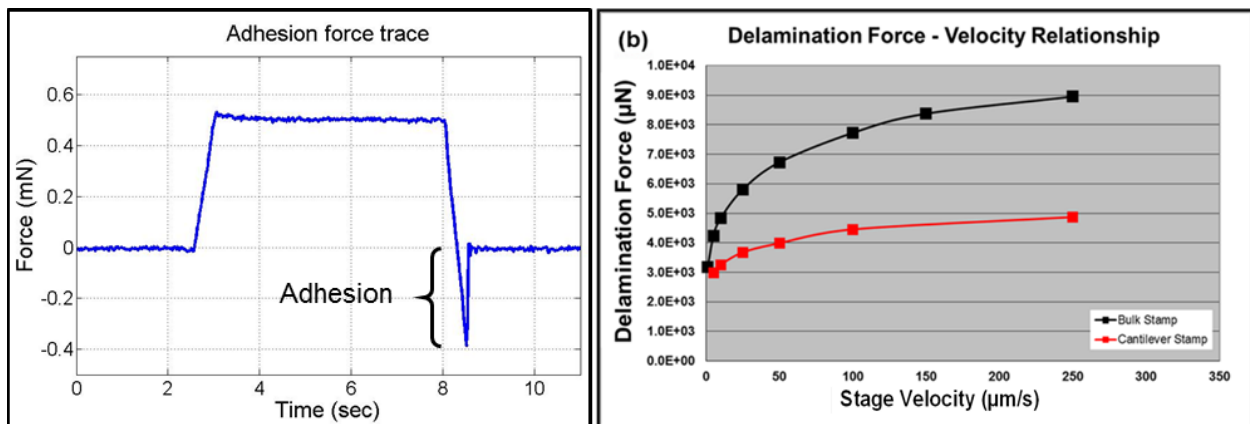 Adhesion force trace
Force (mN)
0.6
0.4
0.2
0
-0.2
-0.4
Adhesion
0
2
4
6
8
10
Time (sec)
(b)
Delamination Force - Velocity Relationship
Delamination Force (µN)
1.0E+04
9.0E+03
8.0E+03
7.0E+03
6.0E+03
5.0E+03
4.0E+03
3.0E+03
2.0E+03
1.0E+03
0.0E+00
Bulk Stamp
Cantilever Stamp
0
50
100
150
200
250
300
350
Stage Velocity (µm/s)